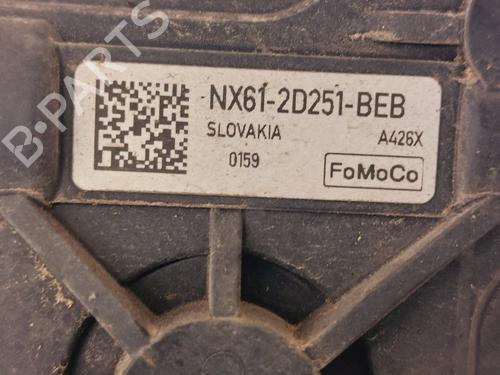 B-PARTS
NX61-2D251-BEB
SLOVAKIA A426X
0159 FoMoCo